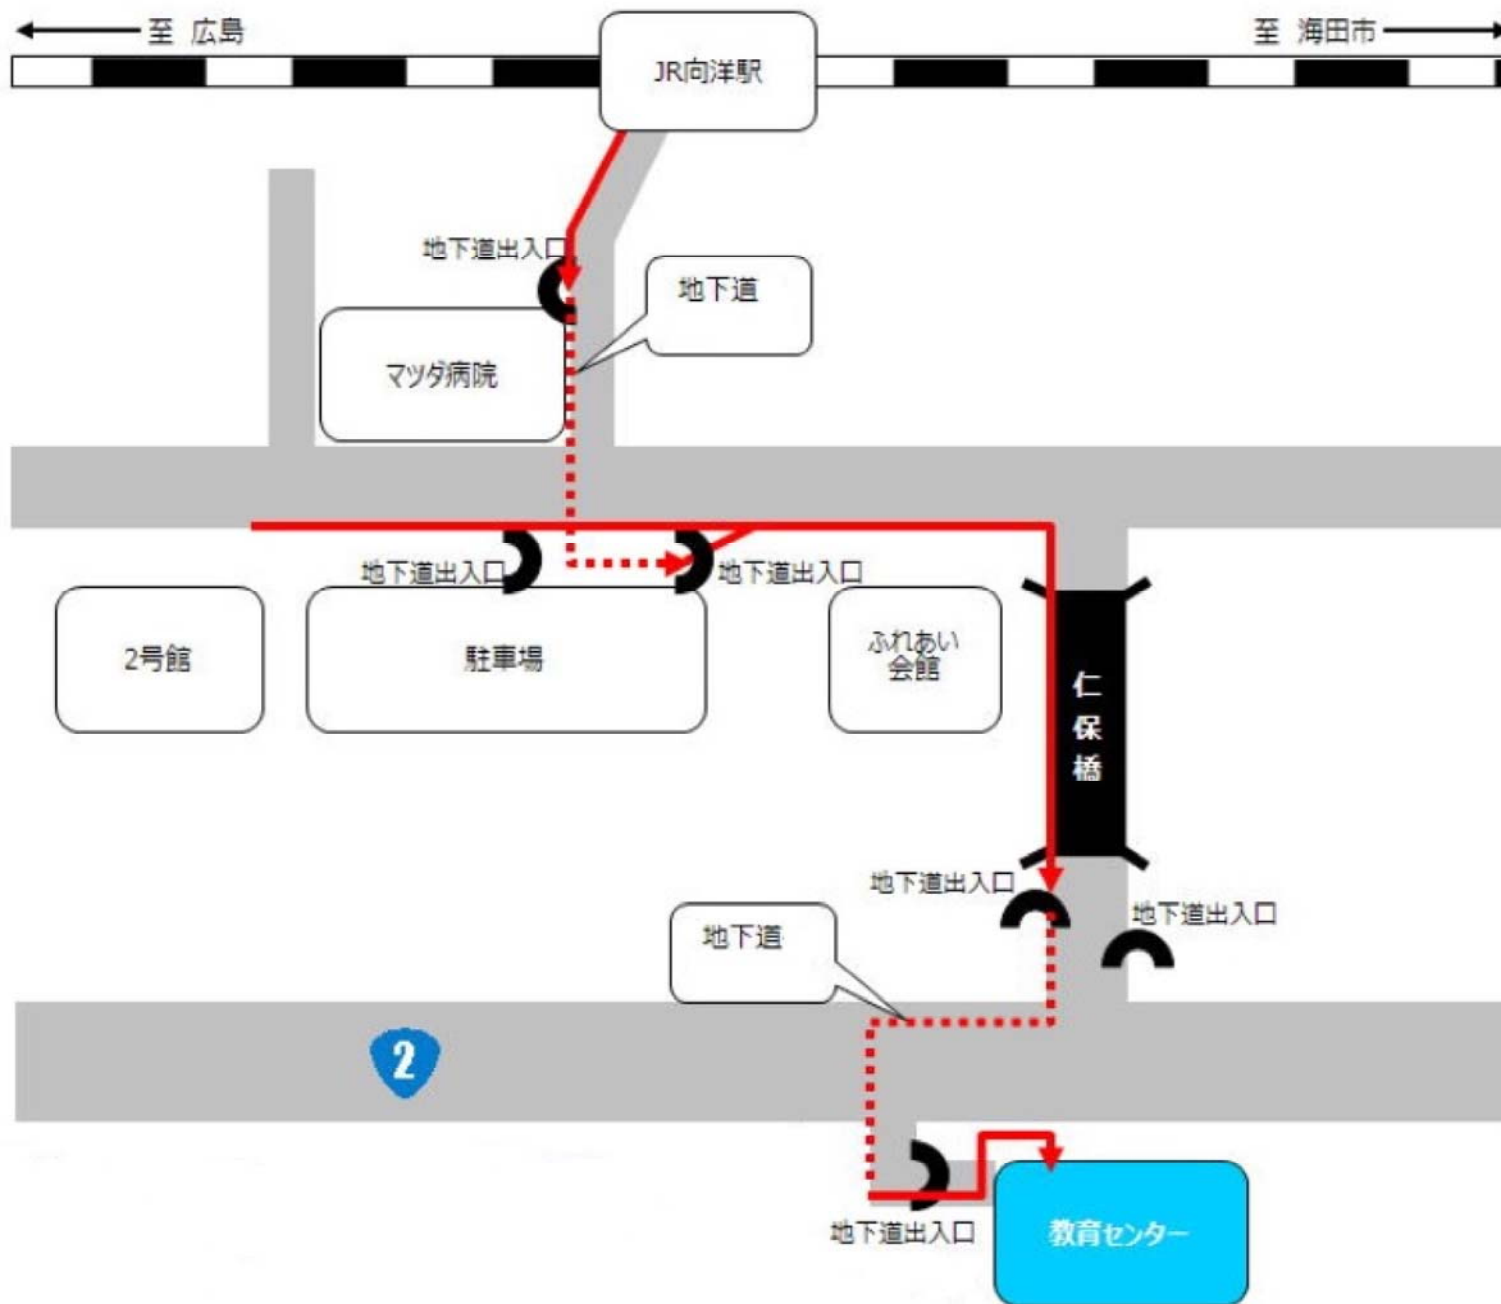 至 広島
至 海田市
JR向洋駅
地下道出入口
地下道
マツダ病院
地下道出入口
地下道出入口
2号館
駐車場
ふれあい
会館
仁保橋
地下道出入口
地下道出入口
地下道
2
地下道出入口
教育センター